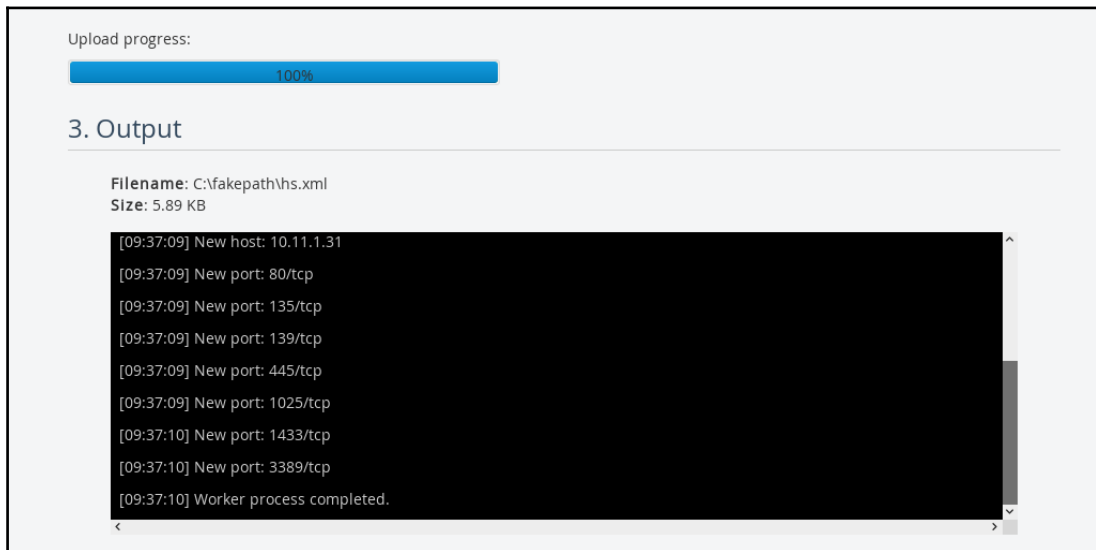 Upload progress:
100%
3. Output
Filename: C:\fakepath\hs.xml
Size: 5.89 KB
[09:37:09] New host: 10.11.1.31
[09:37:09] New port: 80/tcp
[09:37:09] New port: 135/tcp
[09:37:09] New port: 139/tcp
[09:37:09] New port: 445/tcp
[09:37:09] New port: 1025/tcp
[09:37:10] New port: 1433/tcp
[09:37:10] New port: 3389/tcp
[09:37:10] Worker process completed.